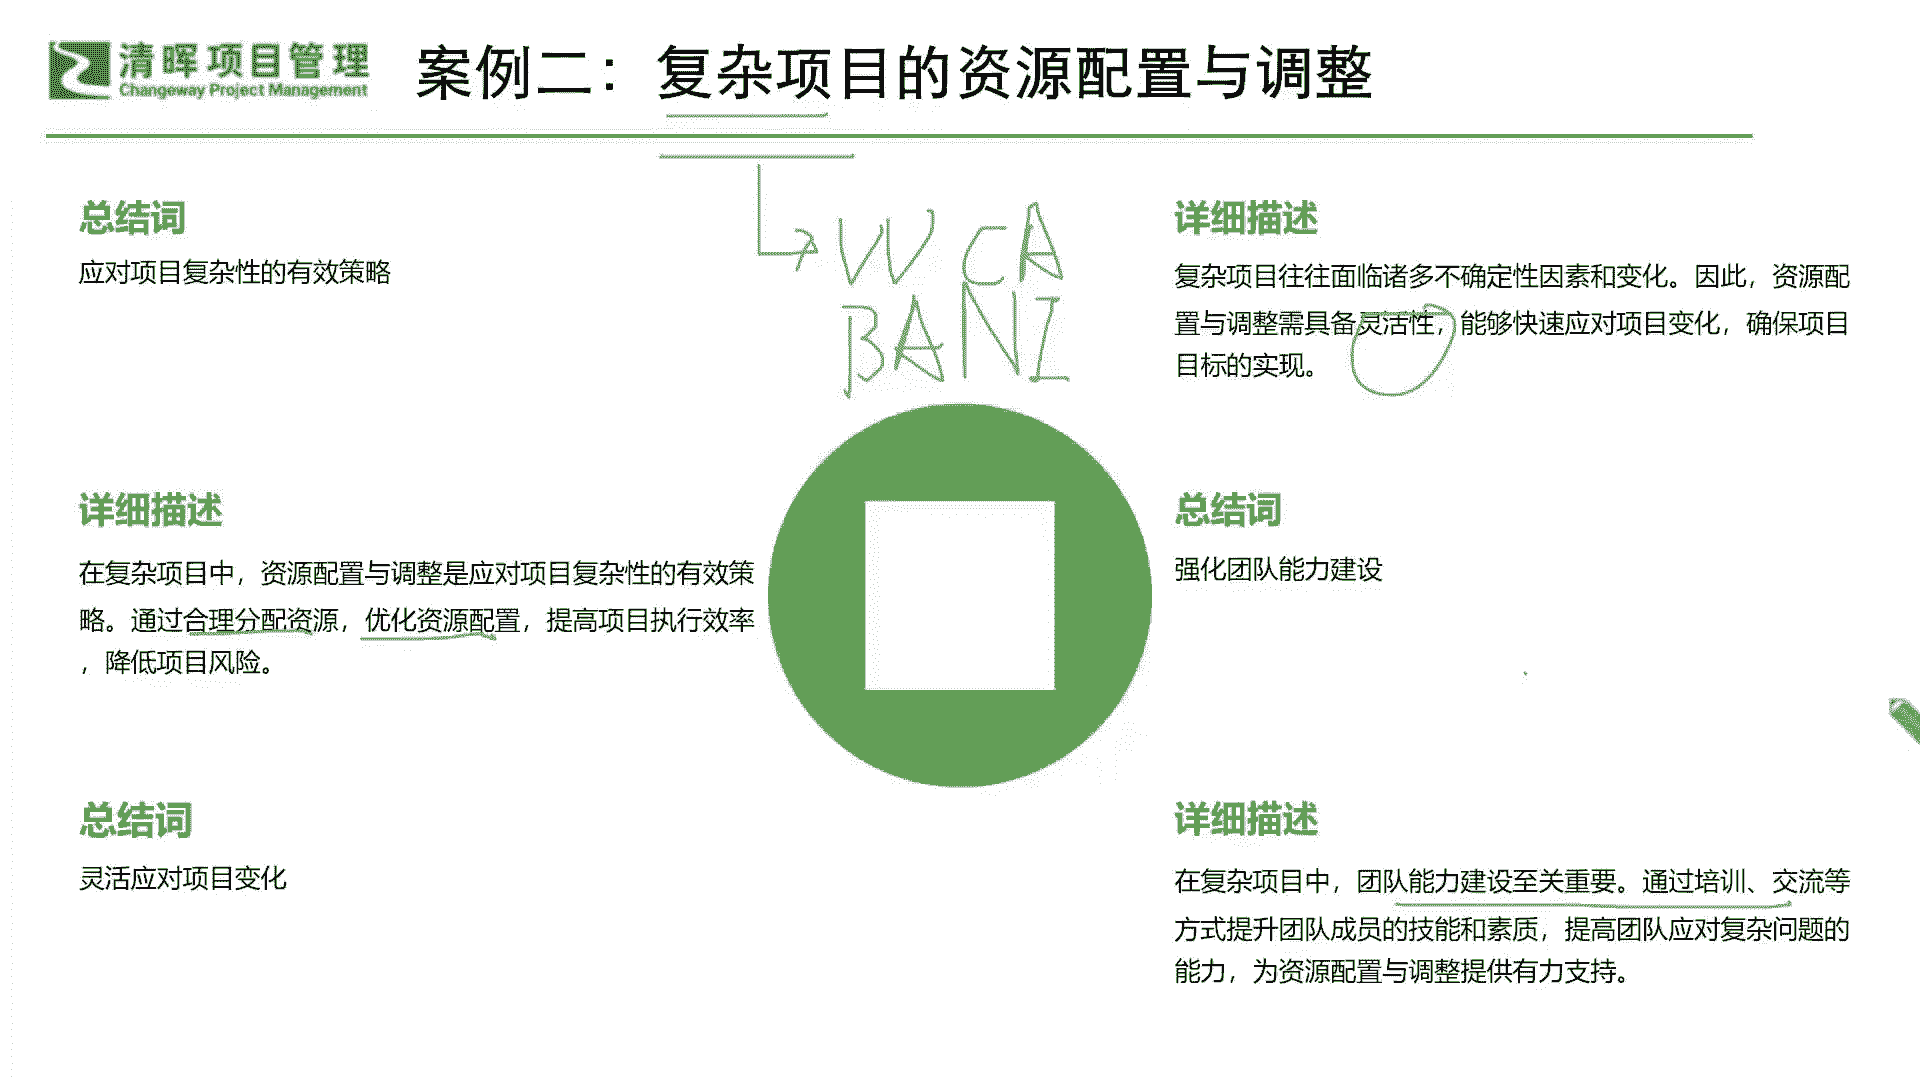 清晖项目管理
Changeway Project Management
案例二：复杂项目的资源配置与调整
VUCA
BANI
总结词
应对项目复杂性的有效策略
详细描述
在复杂项目中，资源配置与调整是应对项目复杂性的有效策
略。通过合理分配资源，优化资源配置，提高项目执行效率
，降低项目风险。
总结词
灵活应对项目变化
详细描述
复杂项目往往面临诸多不确定性因素和变化。因此，资源配
置与调整需具备灵活性，能够快速应对项目变化，确保项目
目标的实现。
总结词
强化团队能力建设
详细描述
在复杂项目中，团队能力建设至关重要。通过培训、交流等
方式提升团队成员的技能和素质，提高团队应对复杂问题的
能力，为资源配置与调整提供有力支持。